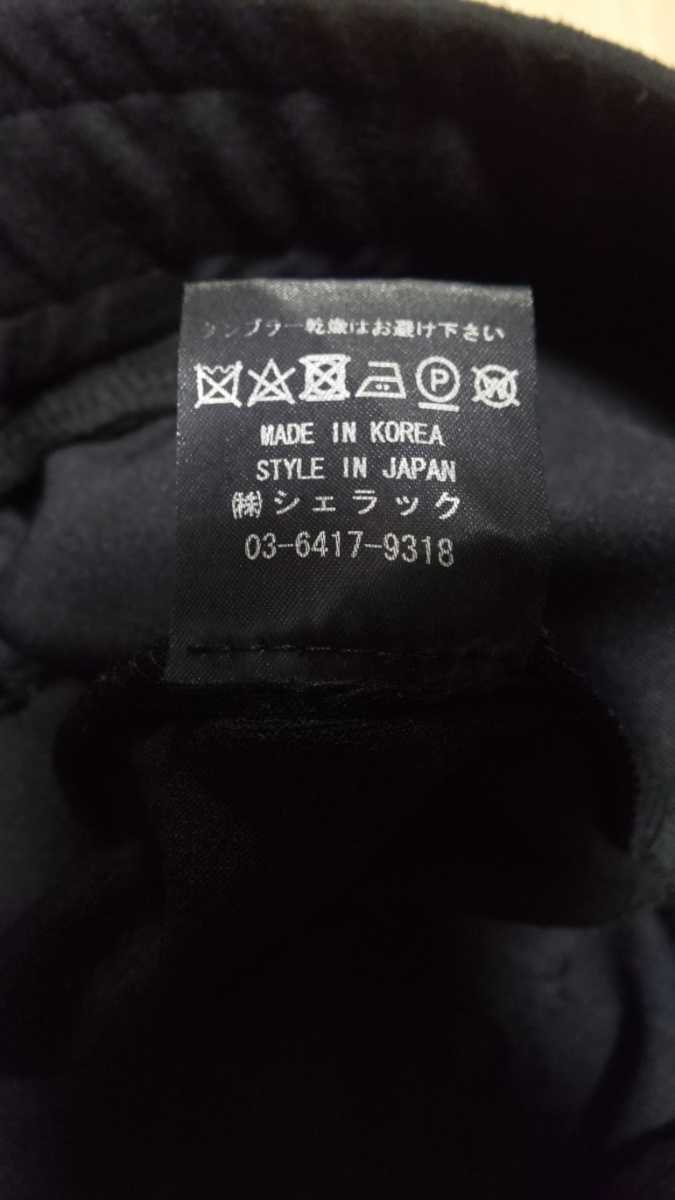 タンブラー乾燥はお避け下さい
P W
MADE IN KOREA
STYLE IN JAPAN
㈱シェラック
03-6417-9318